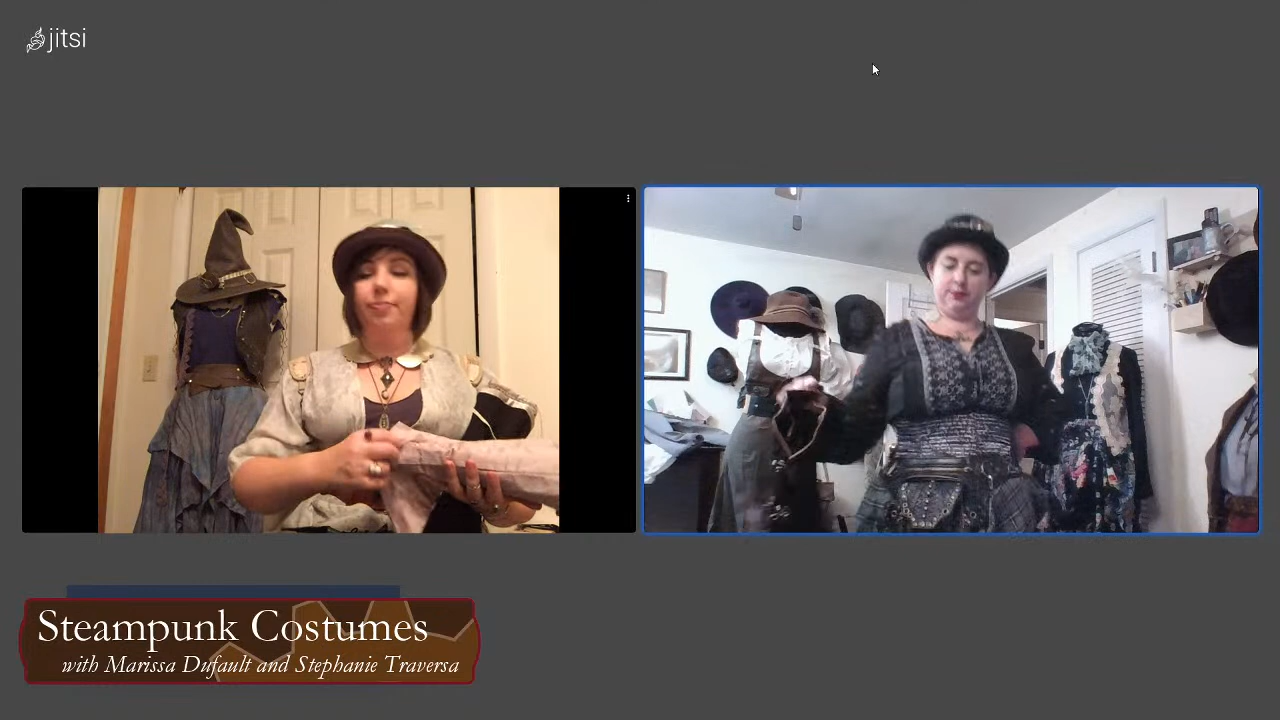 jitsi
Steampunk Costumes
with Marissa Dufault and Stephanie Traversa